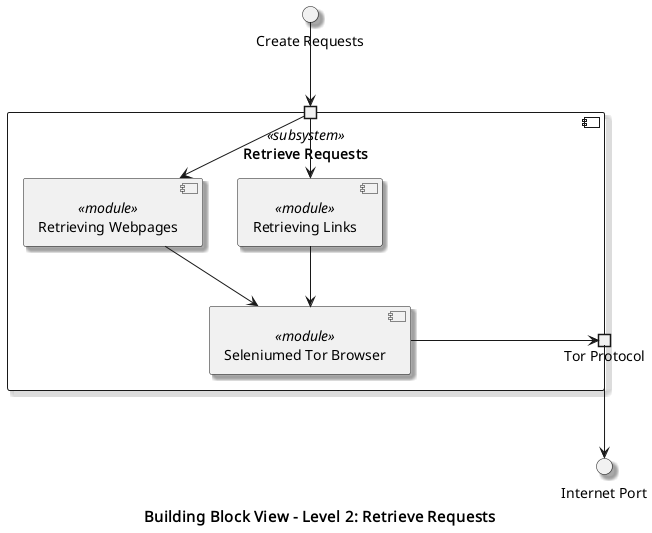 Create Requests
«subsystem»
Retrieve Requests
«module»
Retrieving Webpages
«module»
Retrieving Links
«module»
Seleniumed Tor Browser
Tor Protocol
Internet Port
Building Block View - Level 2: Retrieve Requests